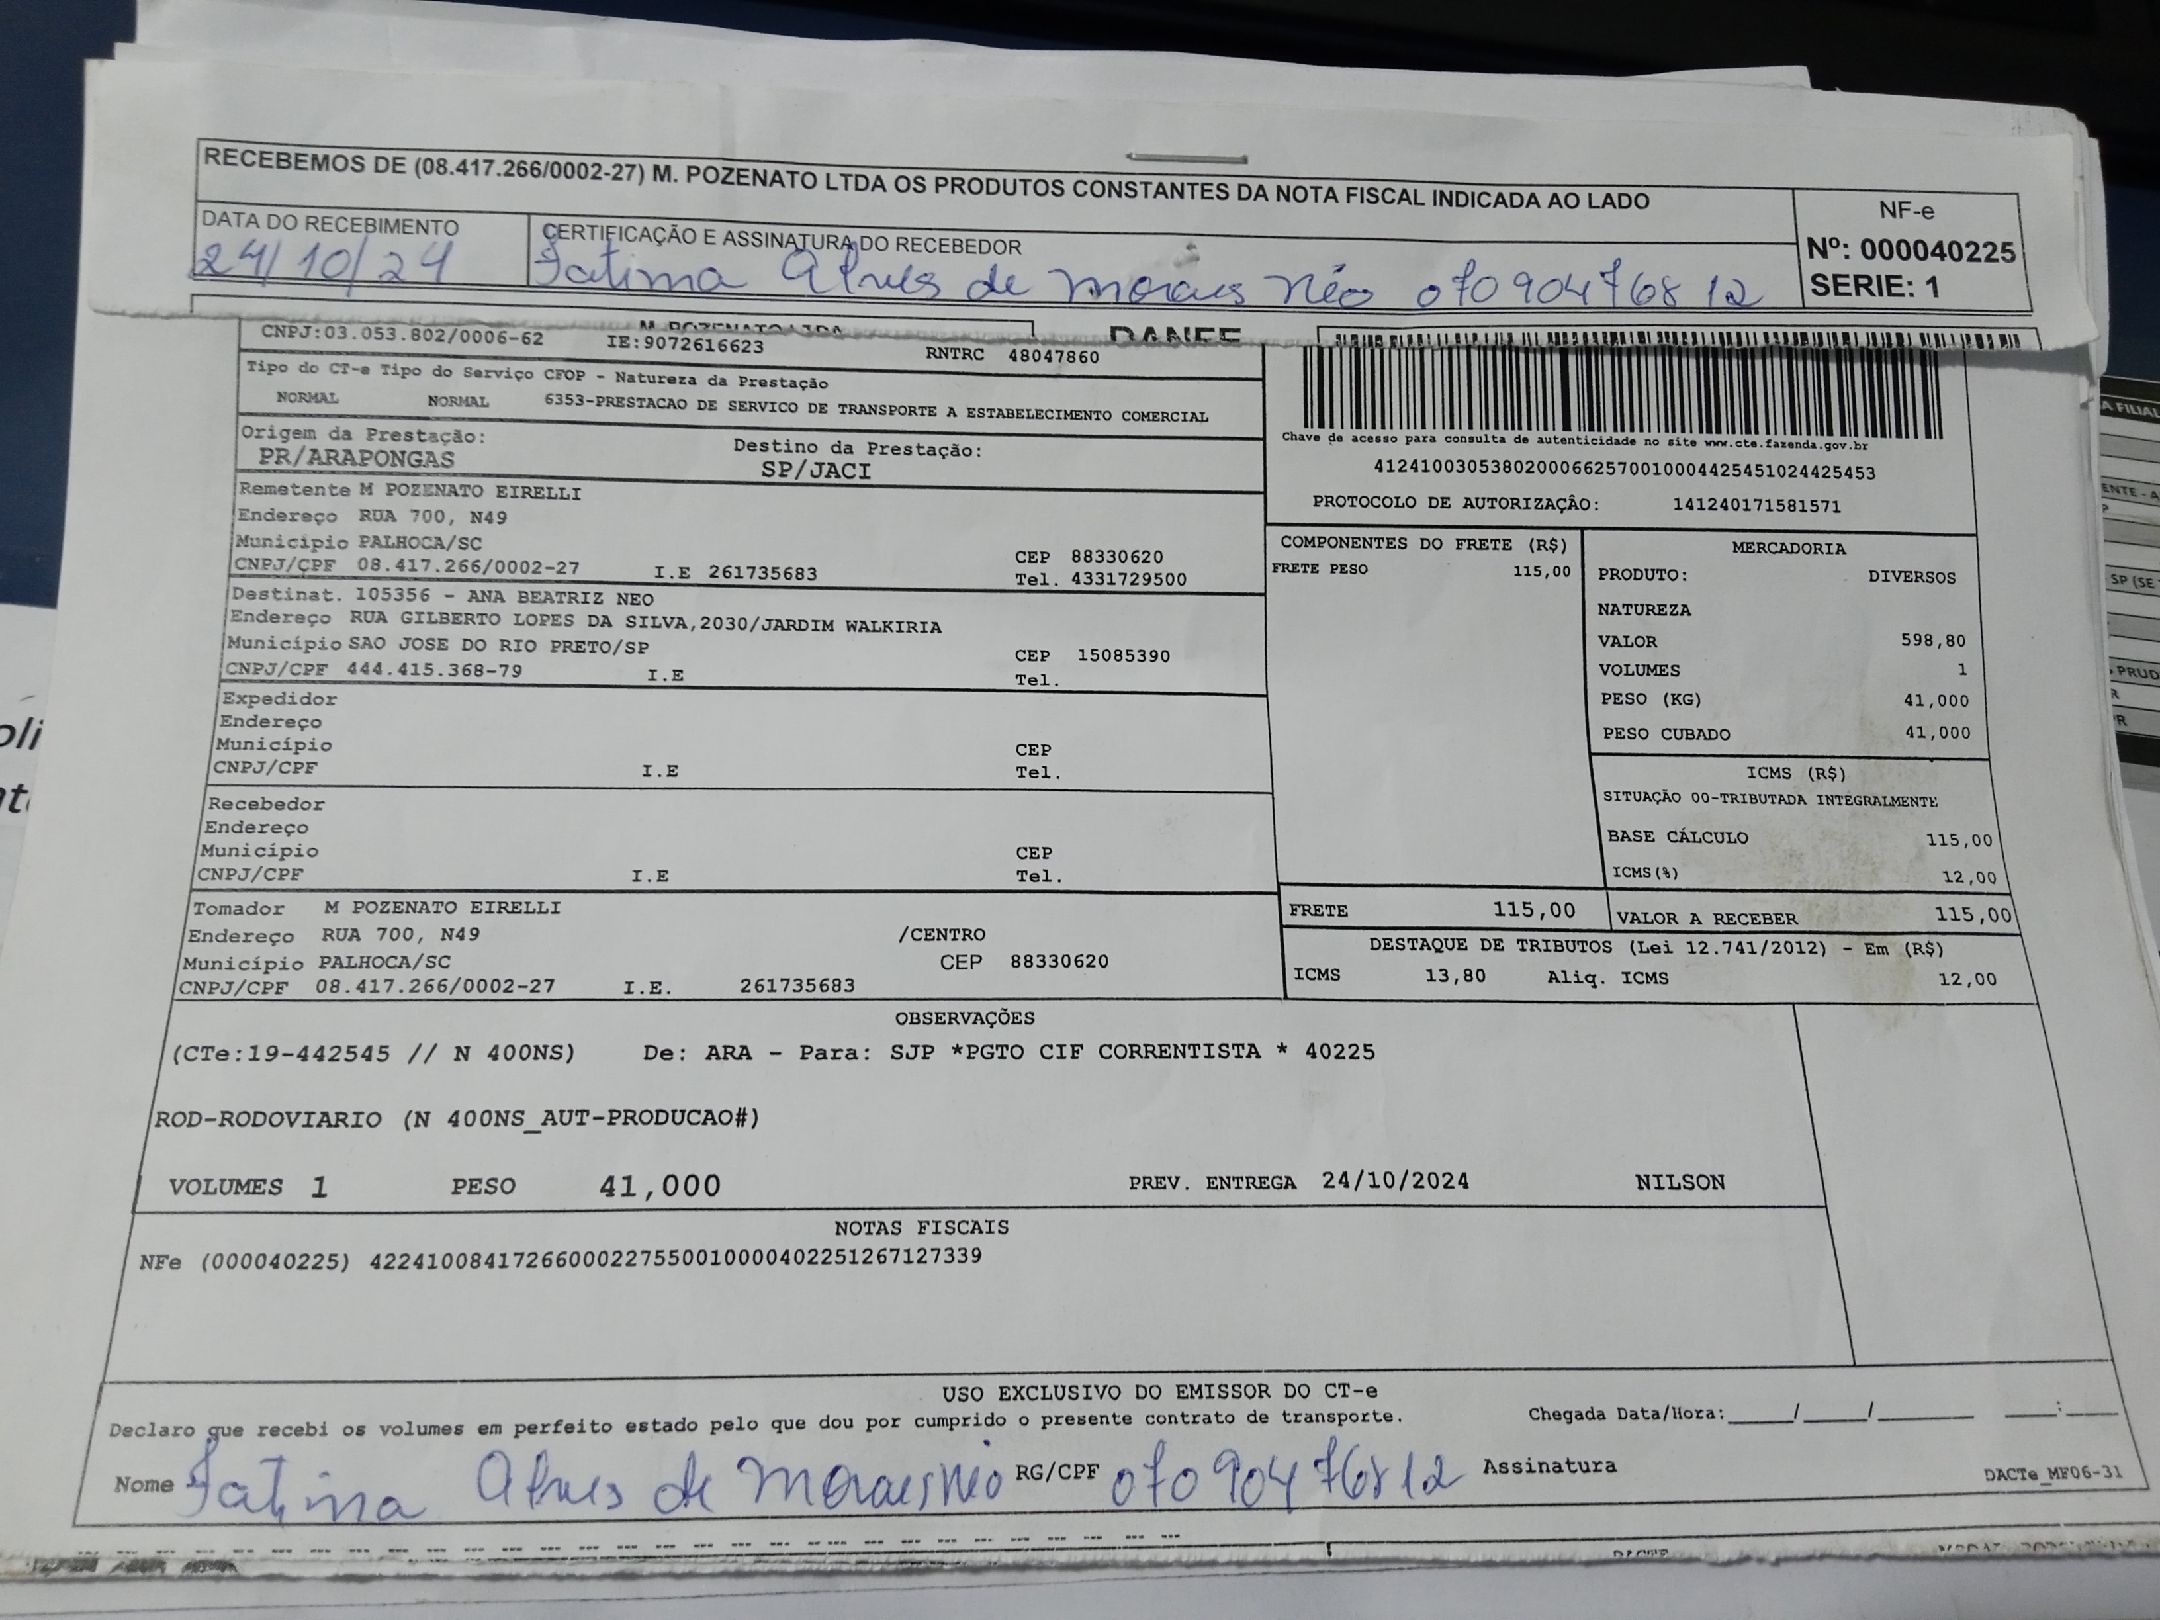 RECEBEMOS DE (08.417.266/0002-27) M. POZENATO LTDA OS PRODUTOS CONSTANTES DA NOTA FISCAL INDICADA AO LADO
NF-e
Nº: 000040225
SERIE: 1
DATA DO RECEBIMENTO
24/10/24
CERTIFICAÇÃO E ASSINATURA DO RECEBEDOR
Fatima Alves de Moraes Néo 07090476812
M. POZENATO LTDA
DANFE
CNPJ:03.053.802/0006-62 IE:9072616623 RNTRC 48047860
Tipo do CT-e Tipo do Serviço CFOP - Natureza da Prestação
NORMAL NORMAL 6353-PRESTACAO DE SERVICO DE TRANSPORTE A ESTABELECIMENTO COMERCIAL
Origem da Prestação: Destino da Prestação:
PR/ARAPONGAS SP/JACI
Chave de acesso para consulta de autenticidade no site www.cte.fazenda.gov.br
41241003053802000662570010004425451024425453
PROTOCOLO DE AUTORIZAÇÂO: 141240171581571
Remetente M POZENATO EIRELLI
Endereço RUA 700, N49
Município PALHOCA/SC CEP 88330620
CNPJ/CPF 08.417.266/0002-27 I.E 261735683 Tel. 4331729500
Destinat. 105356 - ANA BEATRIZ NEO
Endereço RUA GILBERTO LOPES DA SILVA,2030/JARDIM WALKIRIA
Município SAO JOSE DO RIO PRETO/SP CEP 15085390
CNPJ/CPF 444.415.368-79 I.E Tel.
Expedidor
Endereço
Município CEP
CNPJ/CPF I.E Tel.
Recebedor
Endereço
Município CEP
CNPJ/CPF I.E Tel.
Tomador M POZENATO EIRELLI
Endereço RUA 700, N49 /CENTRO
Município PALHOCA/SC CEP 88330620
CNPJ/CPF 08.417.266/0002-27 I.E. 261735683
COMPONENTES DO FRETE (R$)
FRETE PESO 115,00
MERCADORIA
PRODUTO: DIVERSOS
NATUREZA
VALOR 598,80
VOLUMES 1
PESO (KG) 41,000
PESO CUBADO 41,000
ICMS (R$)
SITUAÇÃO 00-TRIBUTADA INTEGRALMENTE
BASE CÁLCULO 115,00
ICMS(%) 12,00
FRETE 115,00 VALOR A RECEBER 115,00
DESTAQUE DE TRIBUTOS (Lei 12.741/2012) - Em (R$)
ICMS 13,80 Aliq. ICMS 12,00
OBSERVAÇÕES
(CTe:19-442545 // N 400NS) De: ARA - Para: SJP *PGTO CIF CORRENTISTA * 40225
ROD-RODOVIARIO (N 400NS_AUT-PRODUCAO#)
VOLUMES 1 PESO 41,000 PREV. ENTREGA 24/10/2024 NILSON
NOTAS FISCAIS
NFe (000040225) 42241008417266000227550010000402251267127339
USO EXCLUSIVO DO EMISSOR DO CT-e
Declaro que recebi os volumes em perfeito estado pelo que dou por cumprido o presente contrato de transporte. Chegada Data/Hora:____/____/______ ___:___
Nome Fatima Alves de Moraes Néo RG/CPF 07090476812 Assinatura
DACTe_MF06-31